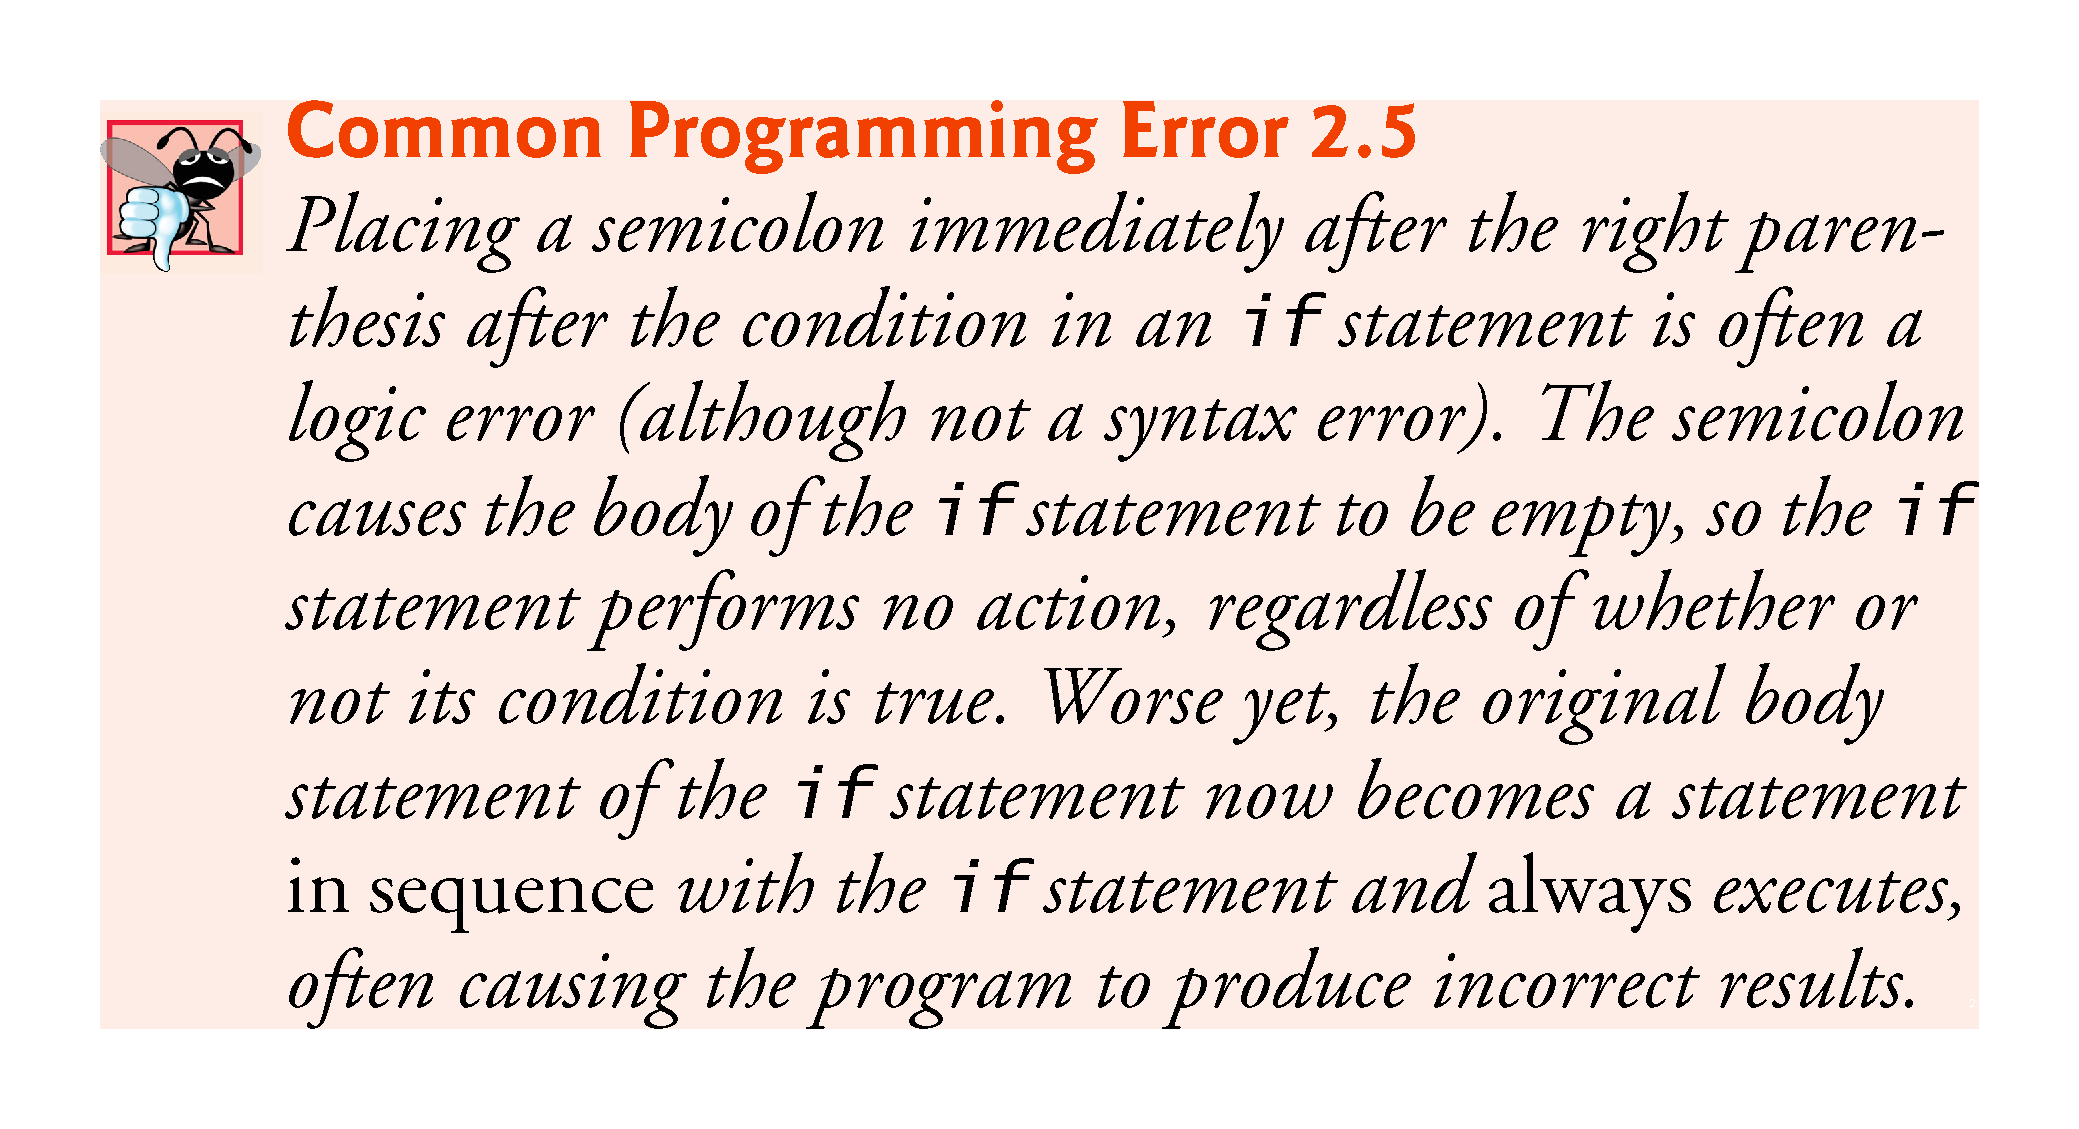 Common Programming Error 2.5
Placing a semicolon immediately after the right paren-
thesis after the condition in an if statement is often a
logic error (although not a syntax error). The semicolon
causes the body of the if statement to be empty, so the if
statement performs no action, regardless of whether or
not its condition is true. Worse yet, the original body
statement of the if statement now becomes a statement
in sequence with the if statement and always executes,
often causing the program to produce incorrect results.